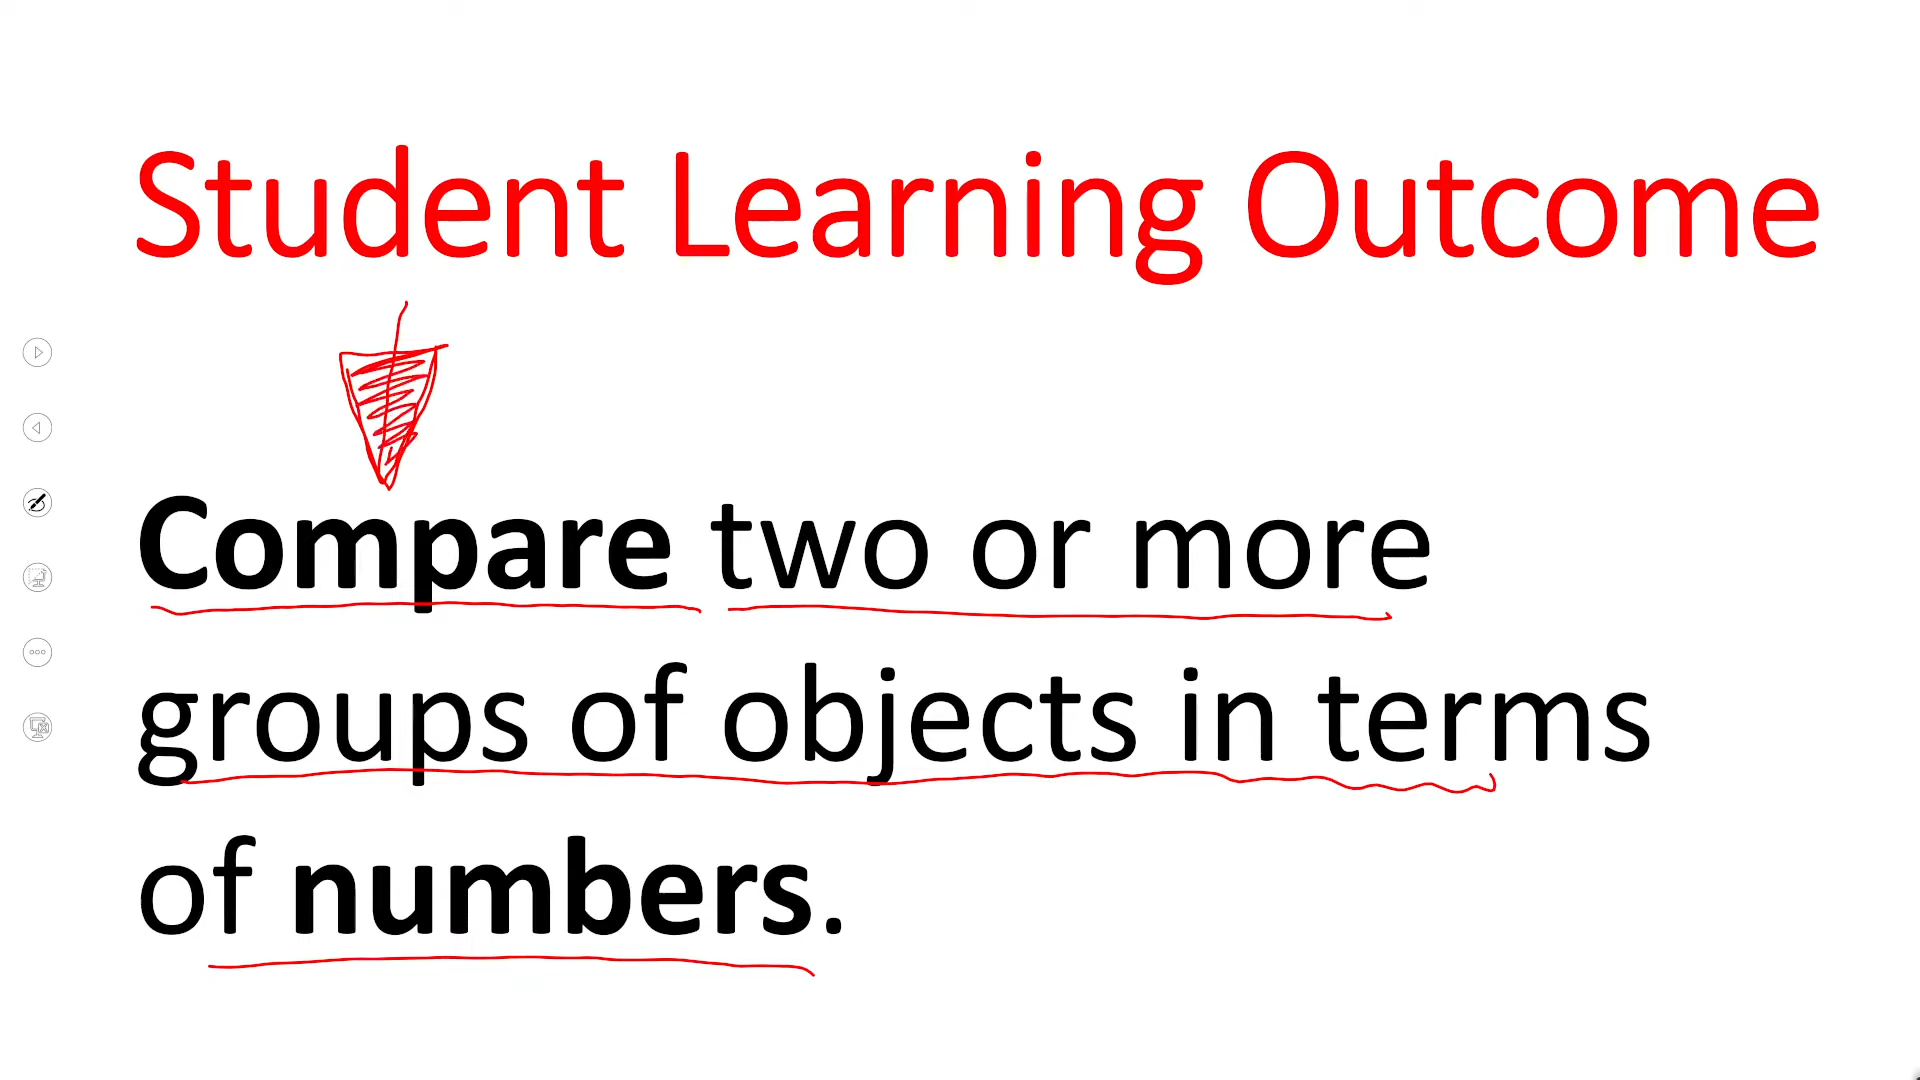 Student Learning Outcome
Compare two or more
groups of objects in terms
of numbers.